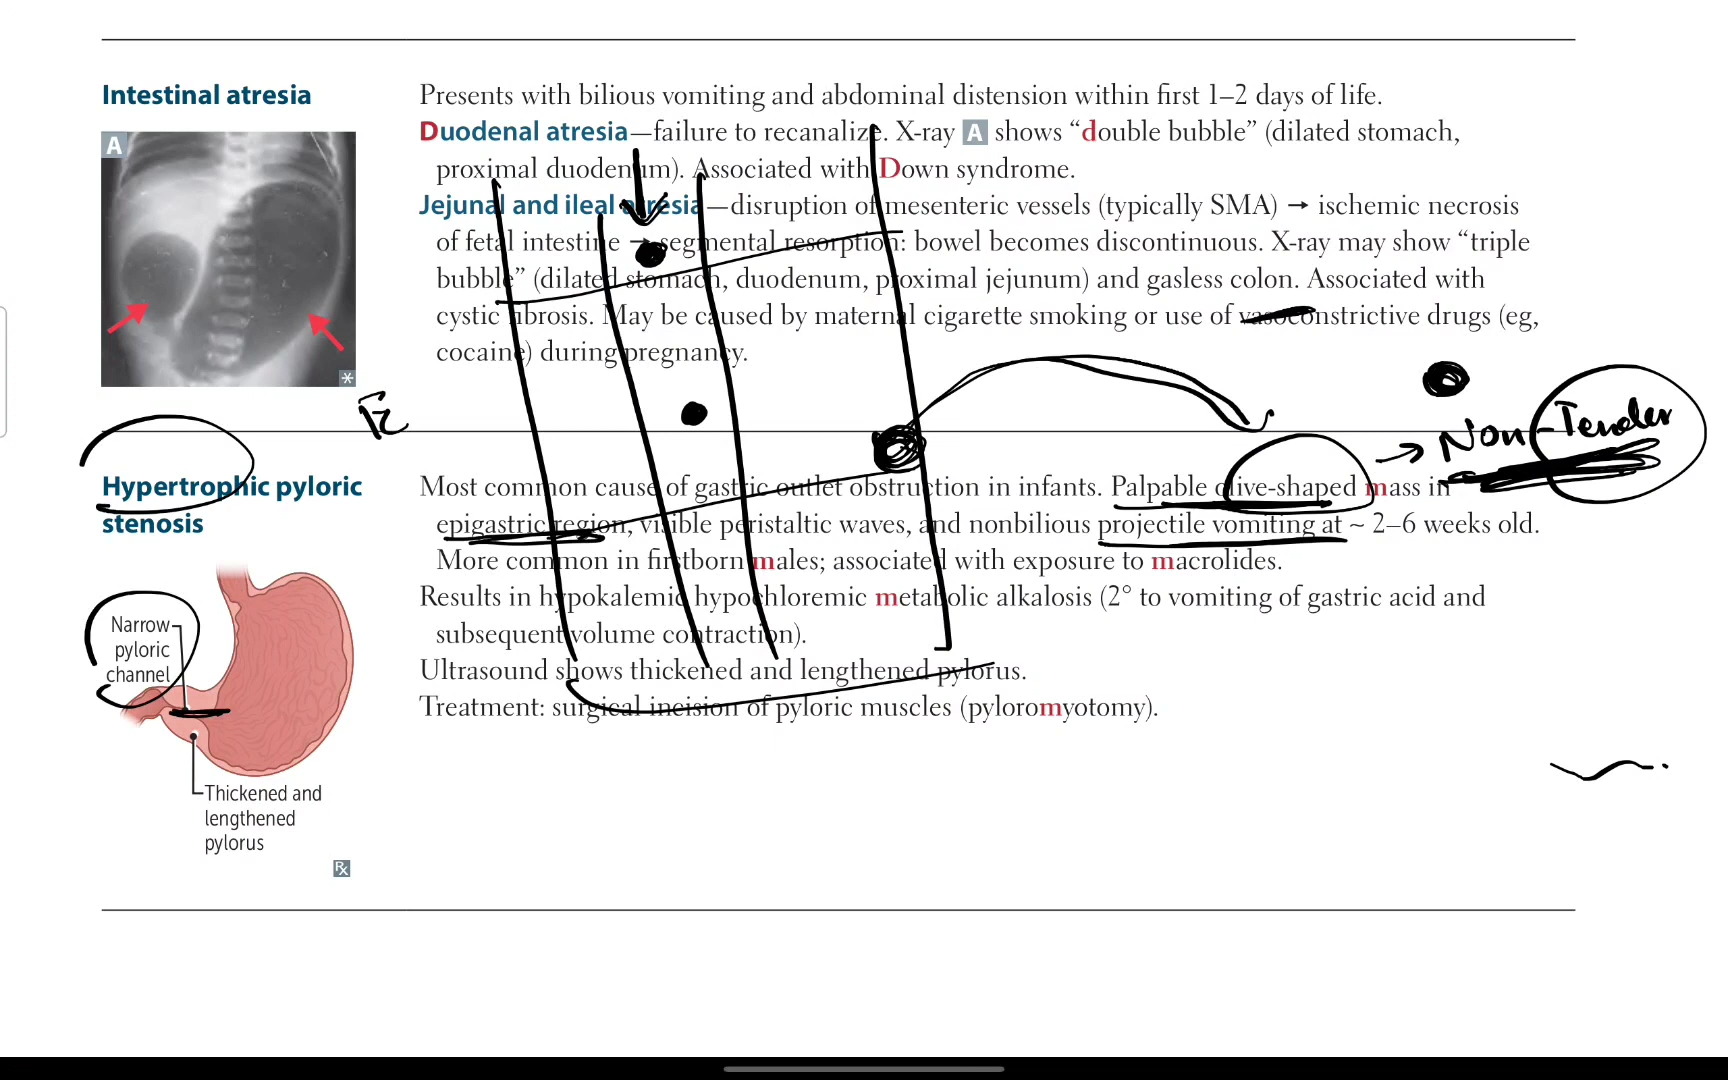 Intestinal atresia
A
*
Presents with bilious vomiting and abdominal distension within first 1–2 days of life.
Duodenal atresia—failure to recanalize. X-ray A shows “double bubble” (dilated stomach,
proximal duodenum). Associated with Down syndrome.
Jejunal and ileal atresia—disruption of mesenteric vessels (typically SMA) → ischemic necrosis
of fetal intestine → segmental resorption: bowel becomes discontinuous. X-ray may show “triple
bubble” (dilated stomach, duodenum, proximal jejunum) and gasless colon. Associated with
cystic fibrosis. May be caused by maternal cigarette smoking or use of vasoconstrictive drugs (eg,
cocaine) during pregnancy.
→ Non-Tender
Hypertrophic pyloric
stenosis
Most common cause of gastric outlet obstruction in infants. Palpable olive-shaped mass in
epigastric region, visible peristaltic waves, and nonbilious projectile vomiting at ~ 2–6 weeks old.
More common in firstborn males; associated with exposure to macrolides.
Results in hypokalemic hypochloremic metabolic alkalosis (2° to vomiting of gastric acid and
subsequent volume contraction).
Ultrasound shows thickened and lengthened pylorus.
Treatment: surgical incision of pyloric muscles (pyloromyotomy).
Narrow
pyloric
channel
Thickened and
lengthened
pylorus
Rx